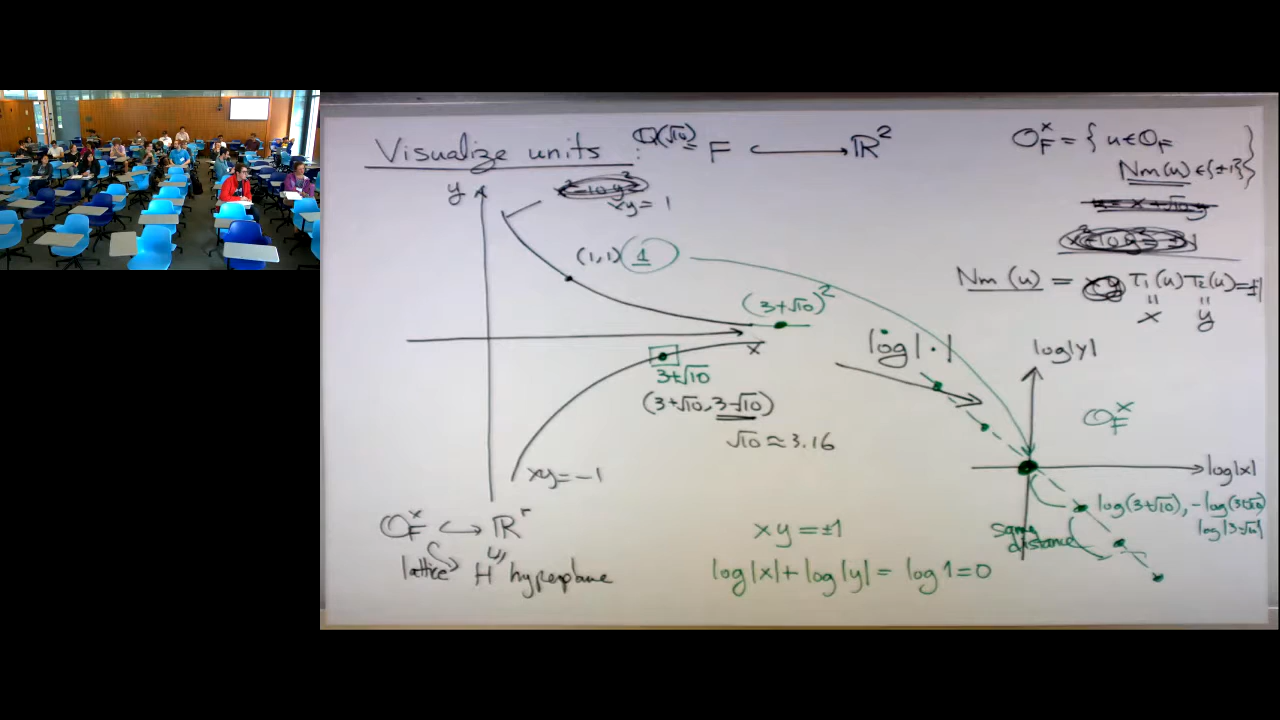 Visualize units : Q(√10) = F ↪ ℝ²
O_F^× = { u ∈ O_F
Nm(u) ∈ {±1} }
Nm(u) = τ₁(u) τ₂(u) = ±1
x y
y
xy = 1
(1,1) 1
(3+√10)²
x
3+√10
(3+√10, 3-√10)
√10 ≈ 3.16
xy = -1
log|·|
log|y|
O_F^×
log|x|
log(3+√10), -log(3+√10)
log|3-√10|
same distance
O_F^× ↪ ℝ^r
lattice H hyperplane
xy = ±1
log|x| + log|y| = log 1 = 0